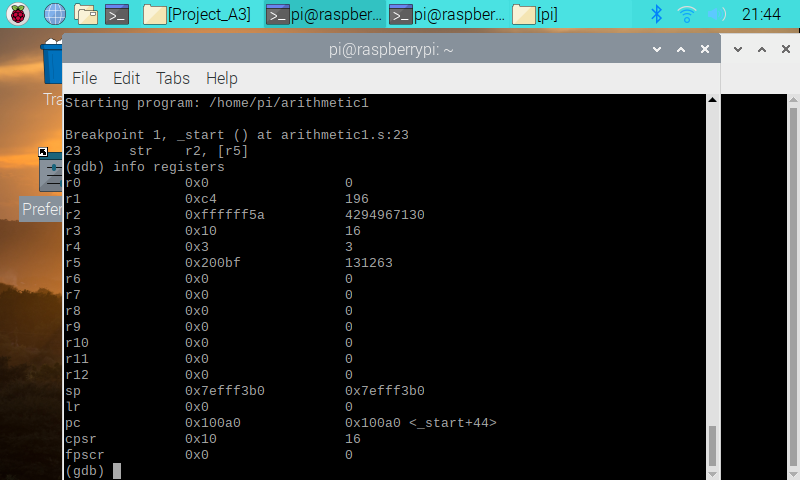 [Project_A3] pi@raspberr... pi@raspber... [pi] 21:44
pi@raspberrypi: ~
File Edit Tabs Help
Tra
Prefer
Starting program: /home/pi/arithmetic1
Breakpoint 1, _start () at arithmetic1.s:23
23 str r2, [r5]
(gdb) info registers
r0 0x0 0
r1 0xc4 196
r2 0xffffff5a 4294967130
r3 0x10 16
r4 0x3 3
r5 0x200bf 131263
r6 0x0 0
r7 0x0 0
r8 0x0 0
r9 0x0 0
r10 0x0 0
r11 0x0 0
r12 0x0 0
sp 0x7efff3b0 0x7efff3b0
lr 0x0 0
pc 0x100a0 0x100a0 <_start+44>
cpsr 0x10 16
fpscr 0x0 0
(gdb)